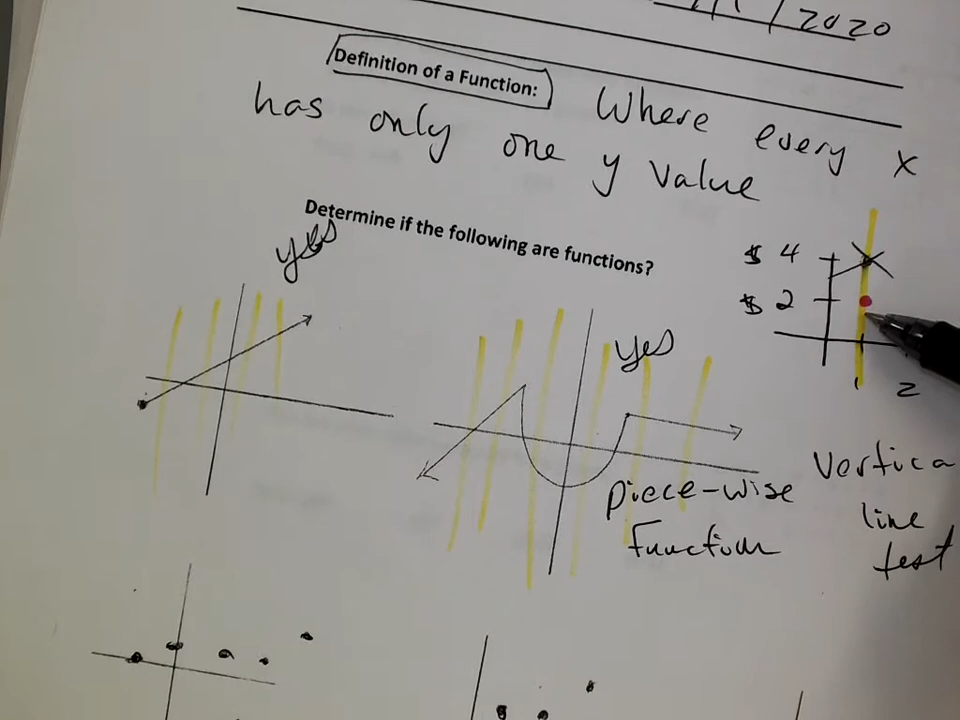 /2020
Definition of a Function: Where every x
has only one y value
Determine if the following are functions?
yes
yes
$ 4
$ 2
1 2
piece-wise
function
Vertica
line
test